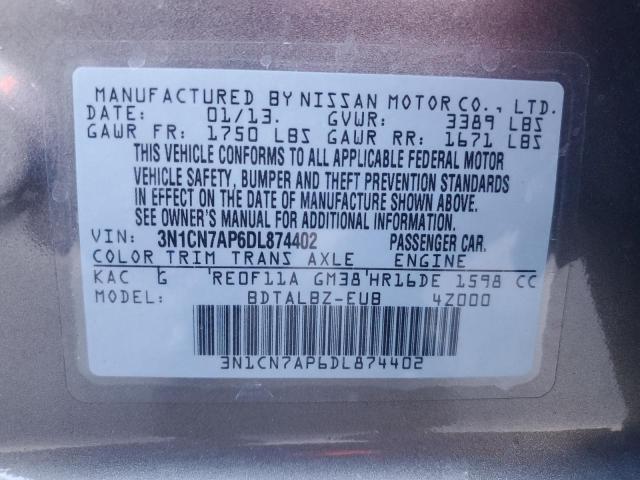 MANUFACTURED BY NISSAN MOTOR CO., LTD.
DATE: 01/13. GVWR: 3389 LBS
GAWR FR: 1750 LBS GAWR RR: 1671 LBS
THIS VEHICLE CONFORMS TO ALL APPLICABLE FEDERAL MOTOR
VEHICLE SAFETY, BUMPER AND THEFT PREVENTION STANDARDS
IN EFFECT ON THE DATE OF MANUFACTURE SHOWN ABOVE.
SEE OWNER'S MANUAL FOR ADDITIONAL INFORMATION.
VIN: 3N1CN7AP6DL874402 PASSENGER CAR.
COLOR TRIM TRANS AXLE ENGINE
KAC G 'RE0F11A GM38'HR16DE 1598 CC
MODEL: BDTALBZ-EUB 4Z000
3N1CN7AP6DL874402